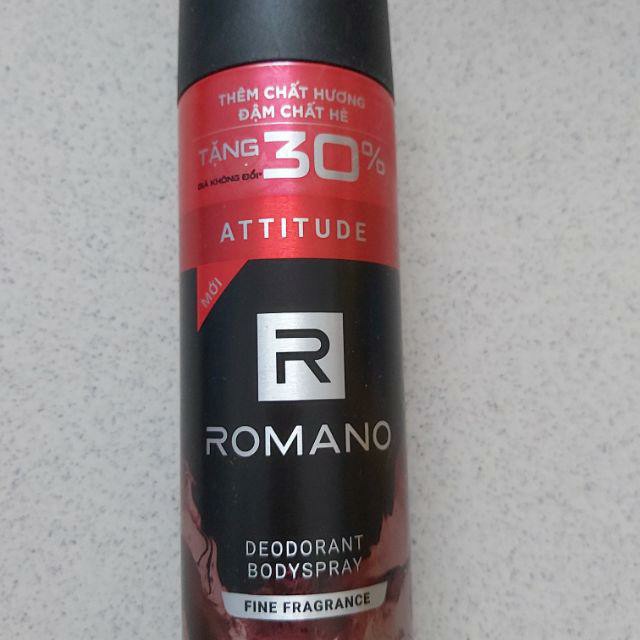 THÊM CHẤT HƯƠNG
ĐẬM CHẤT HÈ
TẶNG 30%
GIÁ KHÔNG ĐỔI*
ATTITUDE
MỚI
R
ROMANO
DEODORANT
BODYSPRAY
FINE FRAGRANCE